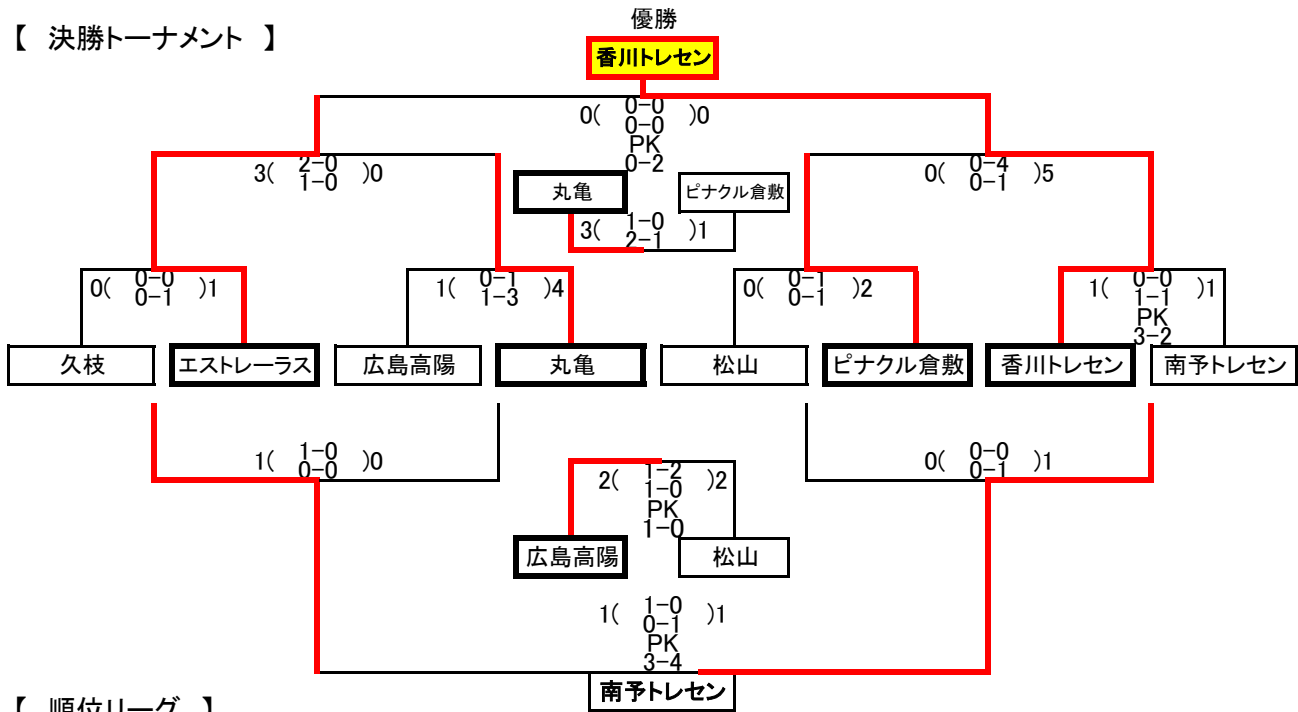 【 決勝トーナメント 】
優勝
香川トレセン
0( 0-0 )0
0-0
PK
0-2
3( 2-0 )0
1-0
0( 0-4 )5
0-1
丸亀
ピナクル倉敷
3( 1-0 )1
2-1
0( 0-0 )1
0-1
1( 0-1 )4
1-3
0( 0-1 )2
0-1
1( 0-0 )1
1-1
PK
3-2
久枝
エストレーラス
広島高陽
丸亀
松山
ピナクル倉敷
香川トレセン
南予トレセン
1( 1-0 )0
0-0
0( 0-0 )1
0-1
2( 1-2 )2
1-0
PK
1-0
広島高陽
松山
1( 1-0 )1
0-1
PK
3-4
南予トレセン
【 順位リーグ 】